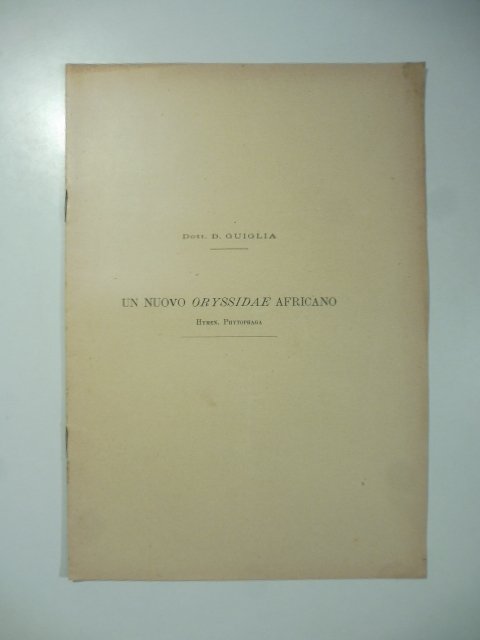 Dott. D. GUIGLIA
UN NUOVO ORYSSIDAE AFRICANO
Hymen. Phytophaga